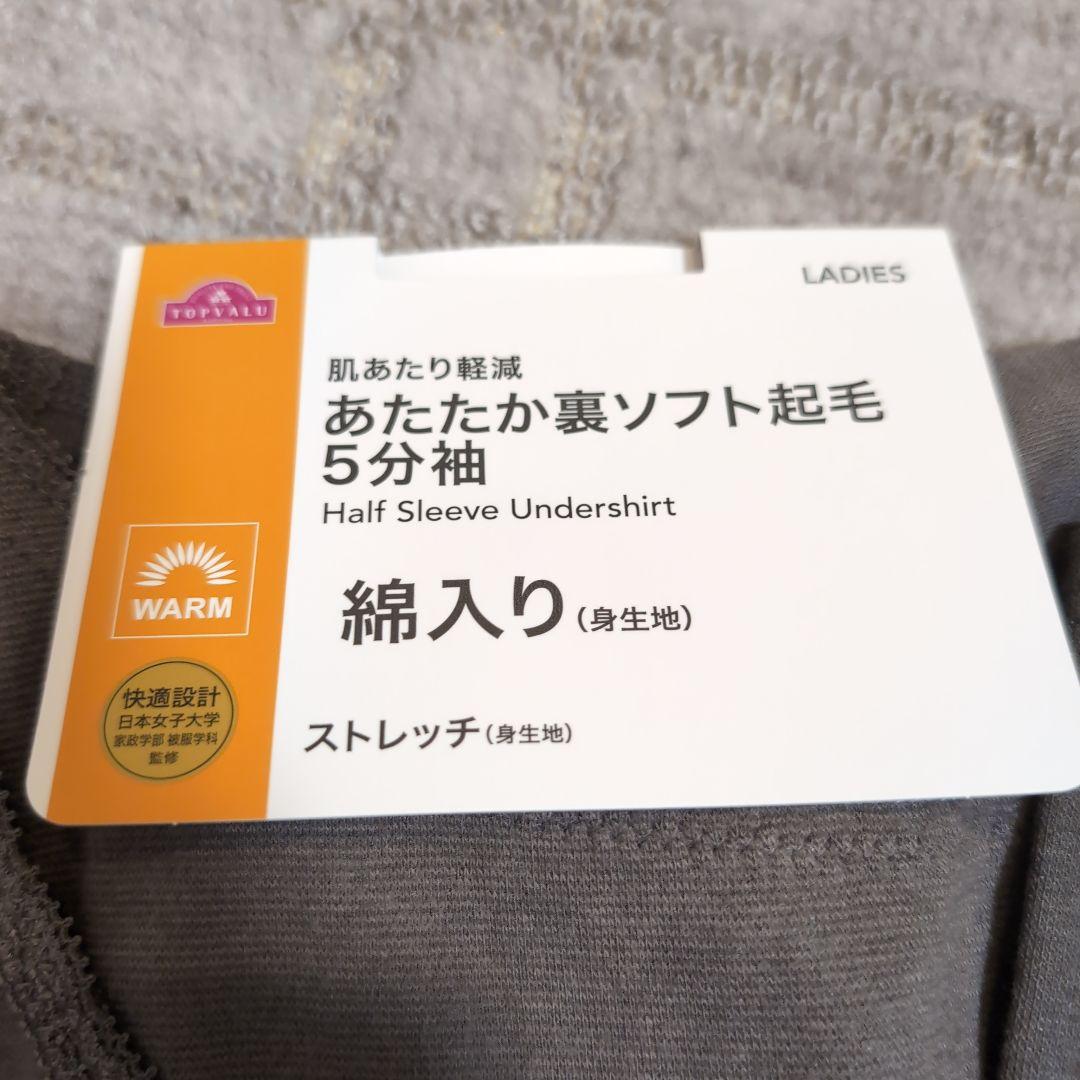 TOPVALU
LADIES
肌あたり軽減
あたたか裏ソフト起毛
5分袖
Half Sleeve Undershirt
WARM
綿入り(身生地)
快適設計
日本女子大学
家政学部 被服学科
監修
ストレッチ(身生地)